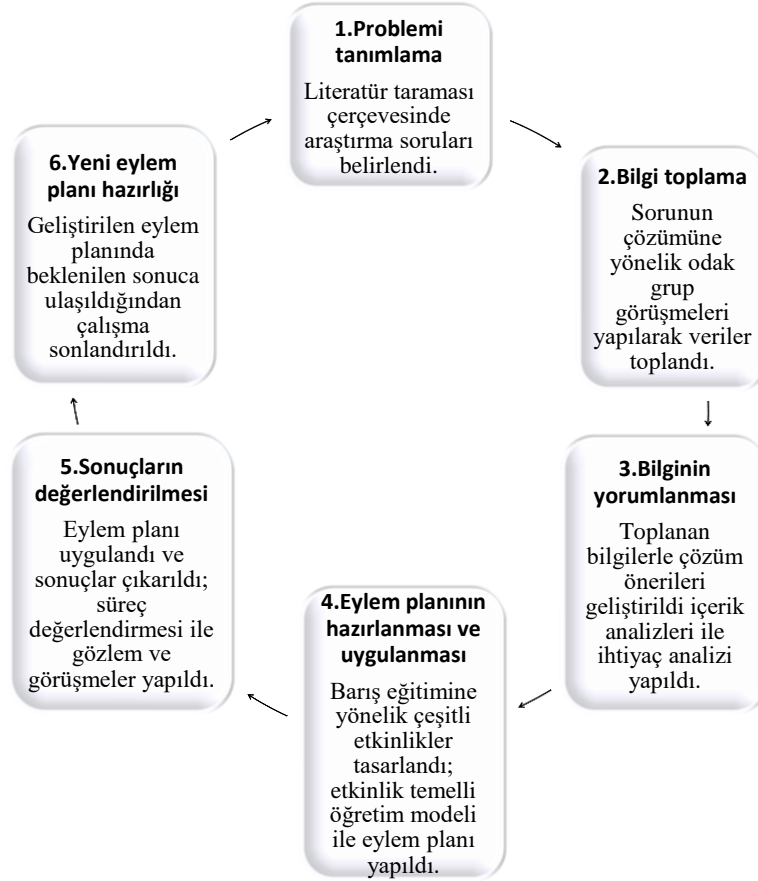 1.Problemi
tanımlama
Literatür taraması
çerçevesinde
araştırma soruları
belirlendi.
2.Bilgi toplama
Sorunun
çözümüne
yönelik odak
grup
görüşmeleri
yapılarak veriler
toplandı.
3.Bilginin
yorumlanması
Toplanan
bilgilerle çözüm
önerileri
geliştirildi içerik
analizleri ile
ihtiyaç analizi
yapıldı.
4.Eylem planının
hazırlanması ve
uygulanması
Barış eğitimine
yönelik çeşitli
etkinlikler
tasarlandı;
etkinlik temelli
öğretim modeli
ile eylem planı
yapıldı.
5.Sonuçların
değerlendirilmesi
Eylem planı
uygulandı ve
sonuçlar çıkarıldı;
süreç
değerlendirmesi ile
gözlem ve
görüşmeler yapıldı.
6.Yeni eylem
planı hazırlığı
Geliştirilen eylem
planında
beklenilen sonuca
ulaşıldığından
çalışma
sonlandırıldı.